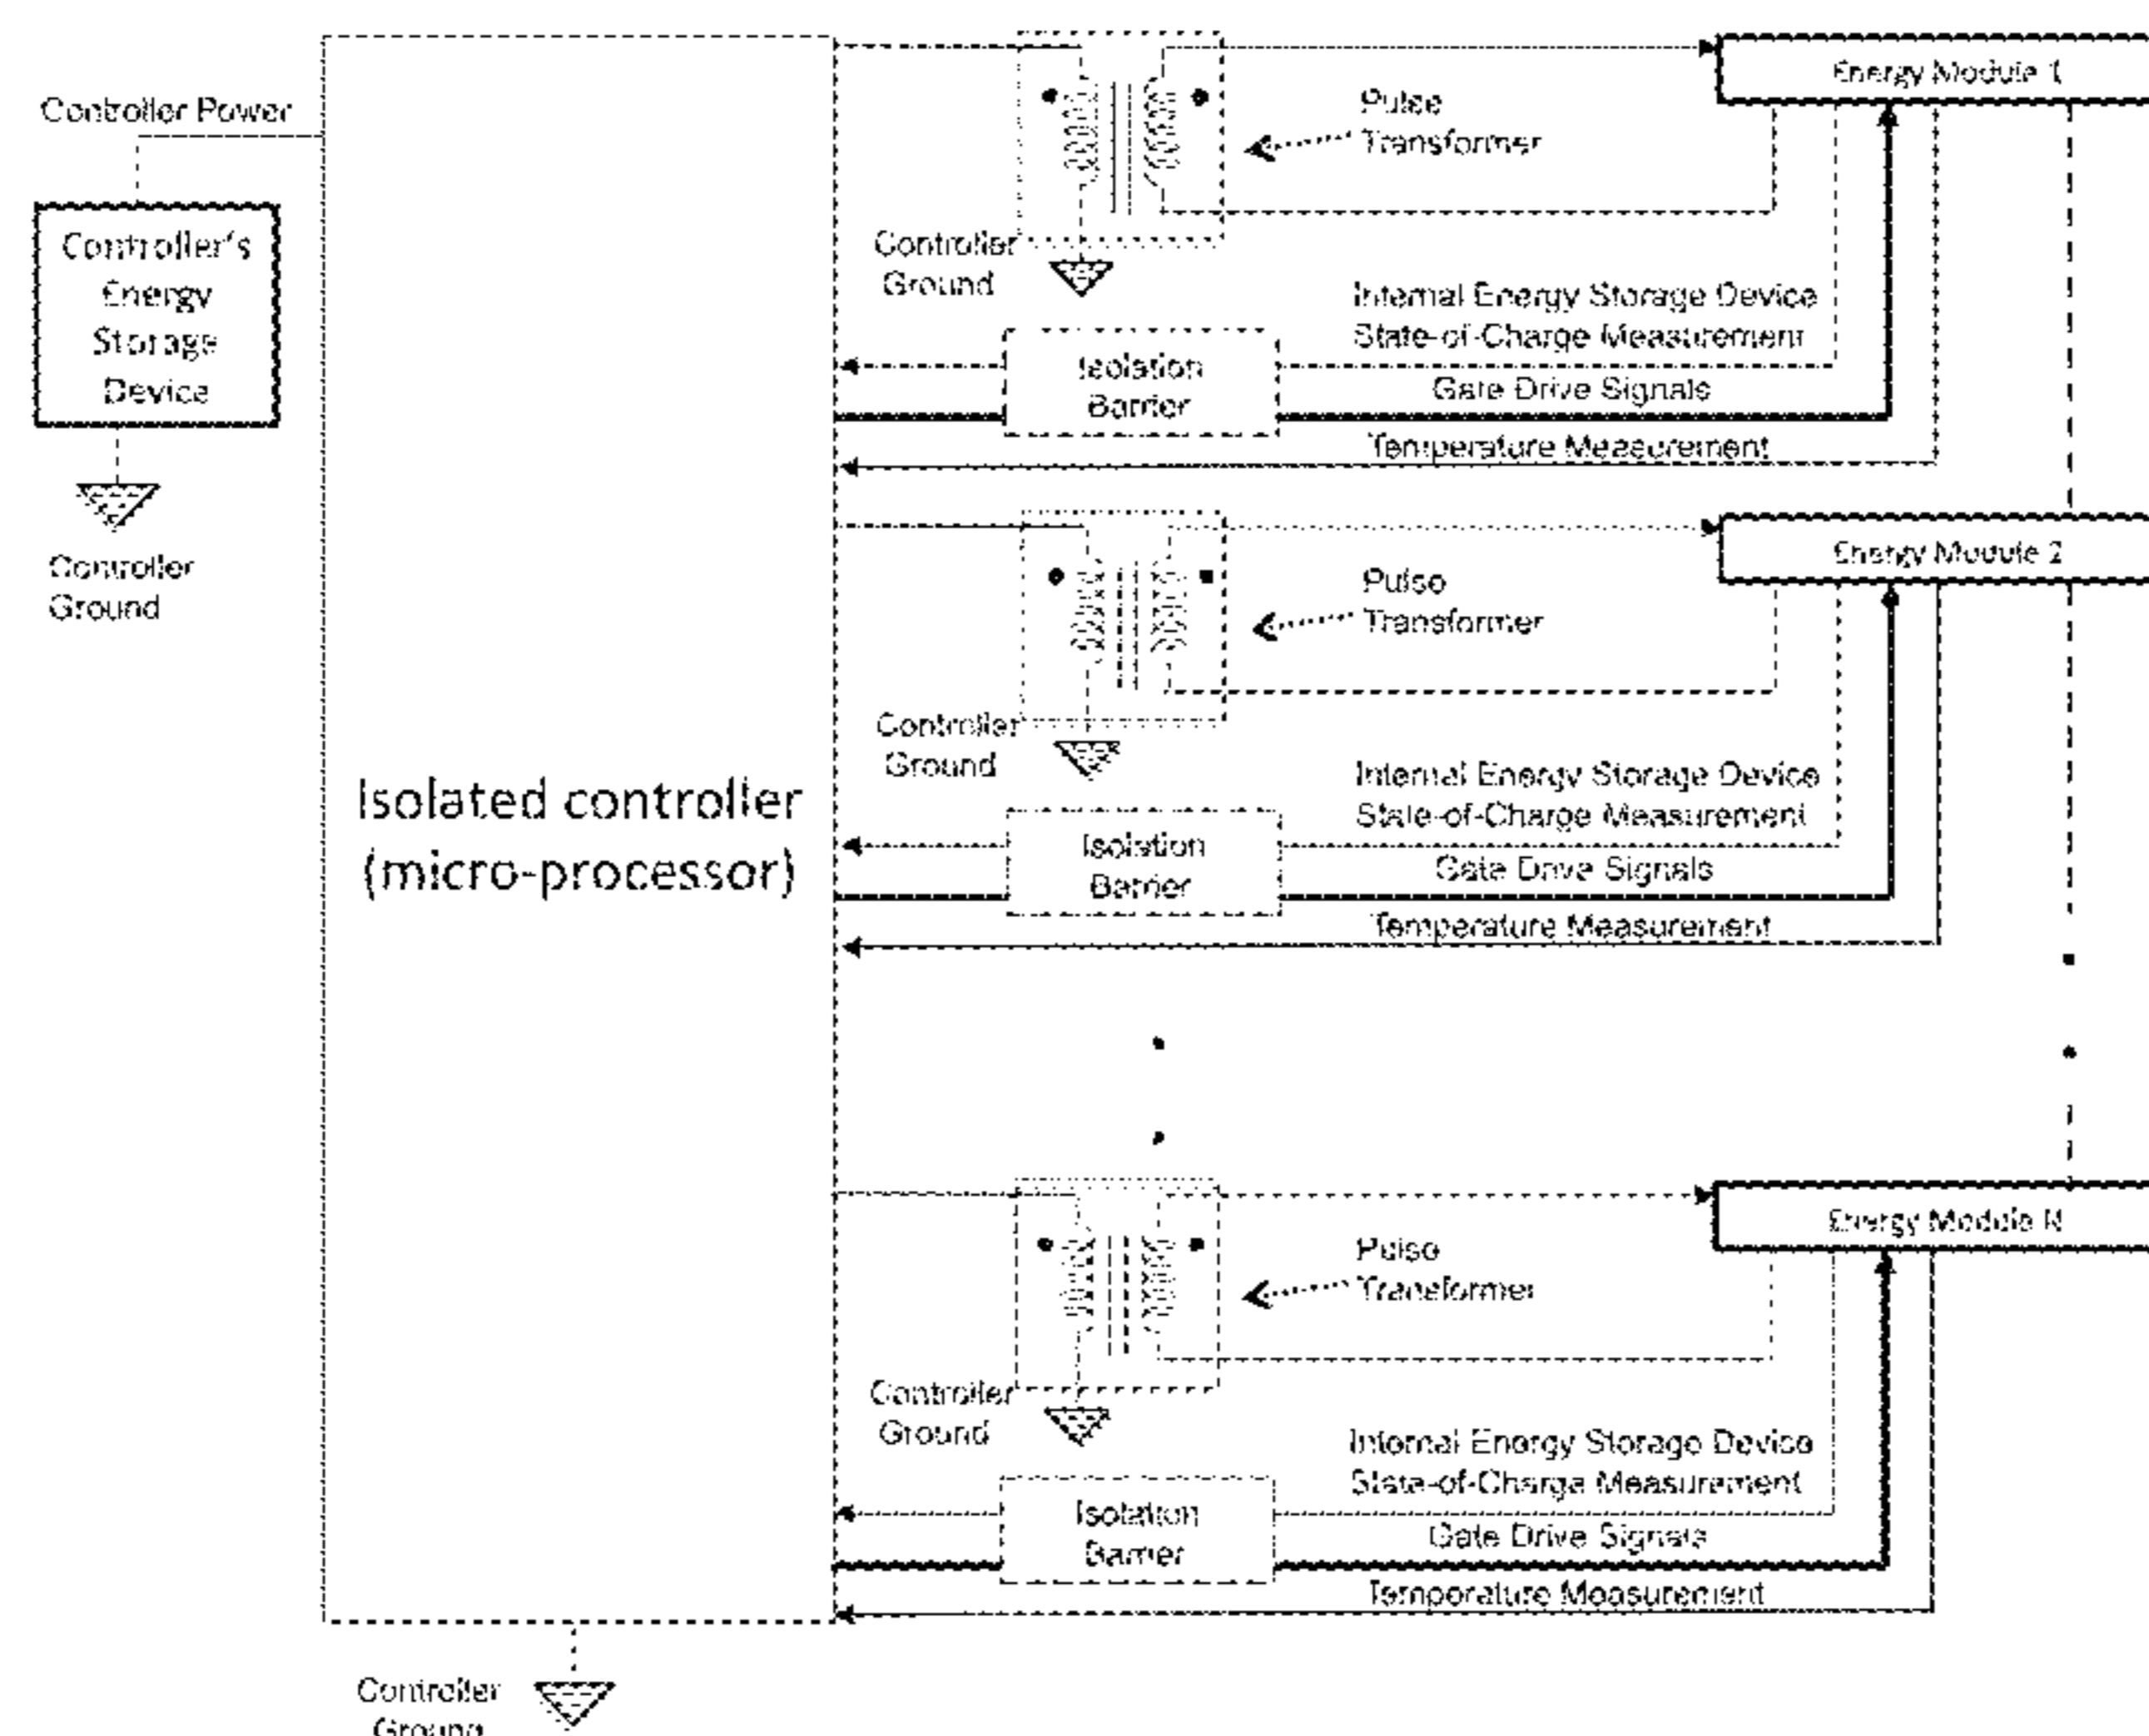 Controller Power
Controller's
Energy
Storage
Device
Controller
Ground
Isolated controller
(micro-processor)
Controller
Ground
Energy Module 1
Pulse
Transformer
Controller
Ground
Internal Energy Storage Device
State-of-Charge Measurement
Isolation
Barrier
Gate Drive Signals
Temperature Measurement
Energy Module 2
Pulse
Transformer
Controller
Ground
Internal Energy Storage Device
State-of-Charge Measurement
Isolation
Barrier
Gate Drive Signals
Temperature Measurement
Energy Module N
Pulse
Transformer
Controller
Ground
Internal Energy Storage Device
State-of-Charge Measurement
Isolation
Barrier
Gate Drive Signals
Temperature Measurement